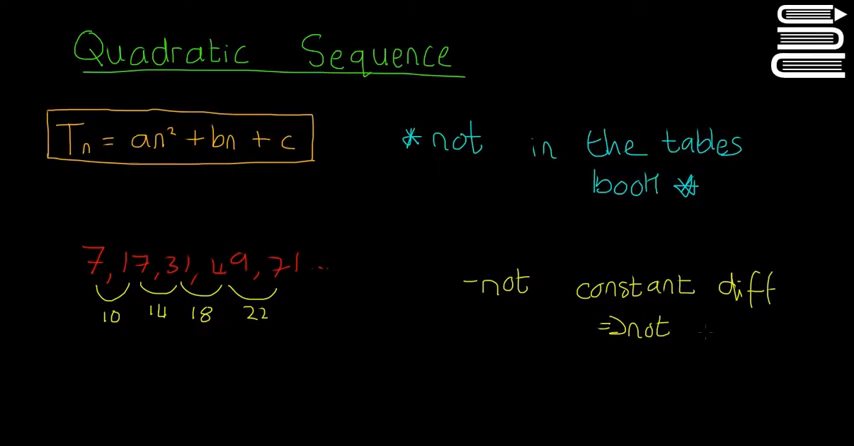 Quadratic Sequence
Tn = an² + bn + c
*not in the tables
book *
7, 17, 31, 49, 71 ...
10 14 18 22
-not constant diff
=> not